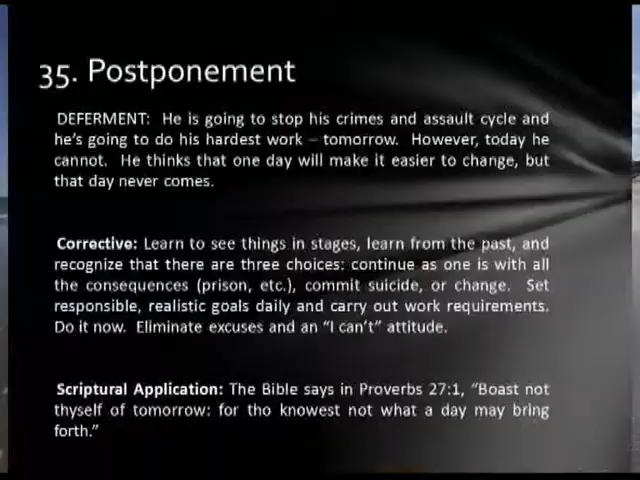 35. Postponement
DEFERMENT: He is going to stop his crimes and assault cycle and
he's going to do his hardest work – tomorrow. However, today he
cannot. He thinks that one day will make it easier to change, but
that day never comes.
Corrective: Learn to see things in stages, learn from the past, and
recognize that there are three choices: continue as one is with all
the consequences (prison, etc.), commit suicide, or change. Set
responsible, realistic goals daily and carry out work requirements.
Do it now. Eliminate excuses and an "I can't" attitude.
Scriptural Application: The Bible says in Proverbs 27:1, "Boast not
thyself of tomorrow: for tho knowest not what a day may bring
forth."